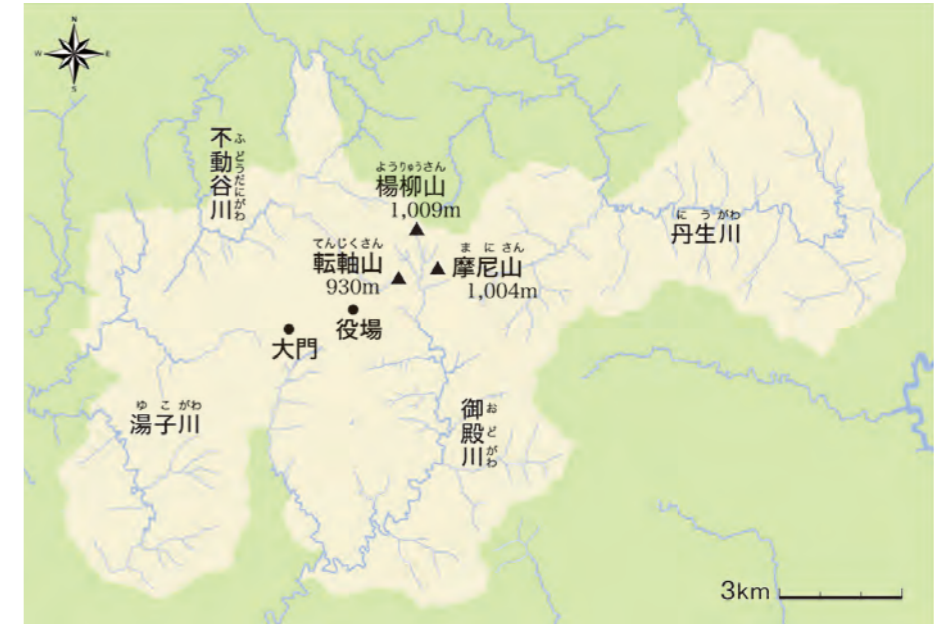 N
W
E
S
不動谷川
ふどうだにがわ
ようりゅうさん
楊柳山
1,009m
てんじくさん
転軸山
930m
まにさん
摩尼山
1,004m
にうがわ
丹生川
役場
大門
ゆこがわ
湯子川
御殿川
おどがわ
3km